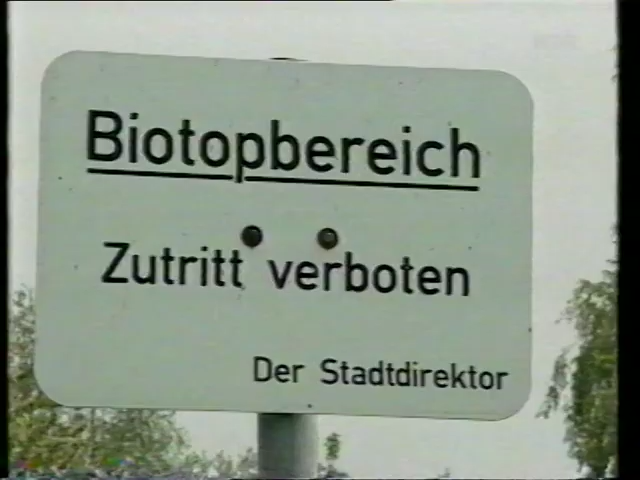 Biotopbereich
Zutritt verboten
Der Stadtdirektor